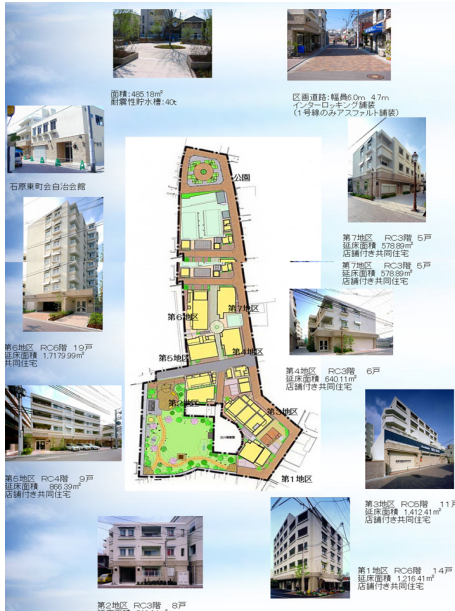 面積:485.18㎡
耐震性貯水槽:40t
区画道路:幅員6.0m 4.7m
インターロッキング舗装
(1号線のみアスファルト舗装)
石原東町会自治会館
公園
第7地区 RC3階 5戸
延床面積 578.89㎡
店舗付き共同住宅
第7地区 RC3階 5戸
延床面積 578.89㎡
店舗付き共同住宅
第6地区
第7地区
第5地区
第4地区
第2地区
第3地区
第1地区
第6地区 RC6階 19戸
延床面積 1,7179.99㎡
共同住宅
第4地区 RC3階 6戸
延床面積 640.11㎡
店舗付き共同住宅
第5地区 RC4階 9戸
延床面積 866.39㎡
店舗付き共同住宅
第3地区 RC5階 11戸
延床面積 1,412.41㎡
店舗付き共同住宅
第1地区 RC6階 14戸
延床面積 1,216.41㎡
店舗付き共同住宅
第2地区 RC3階 8戸